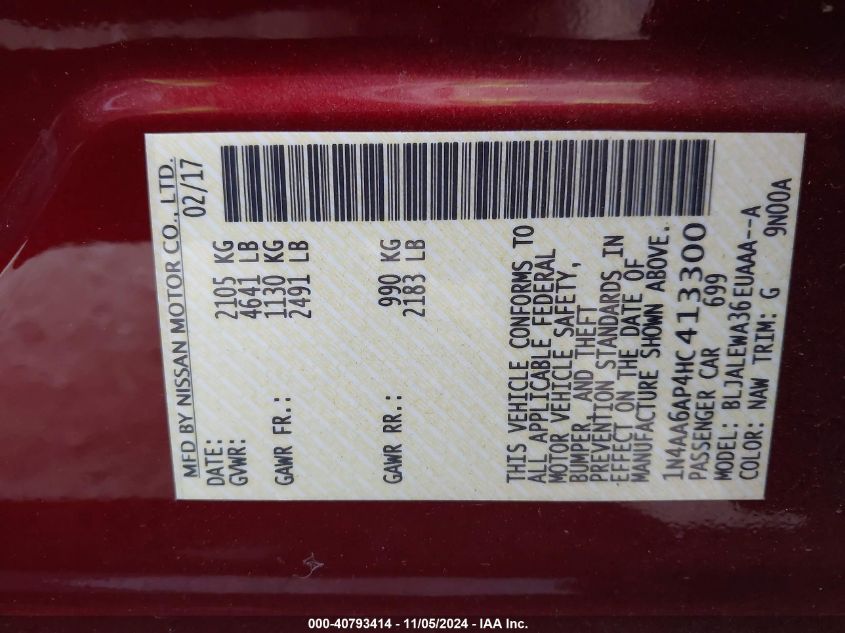 MFD BY NISSAN MOTOR CO., LTD.
DATE: 02/17
GVWR: 2105 KG
4641 LB
GAWR FR.: 1130 KG
2491 LB
GAWR RR.: 990 KG
2183 LB
THIS VEHICLE CONFORMS TO
ALL APPLICABLE FEDERAL
MOTOR VEHICLE SAFETY,
BUMPER, AND THEFT
PREVENTION STANDARDS IN
EFFECT ON THE DATE OF
MANUFACTURE SHOWN ABOVE.
1N4AA6AP4HC413300
PASSENGER CAR 699
MODEL: BLJALEWA36EUAAA--A
COLOR: NAW TRIM: G 9N00A
000-40793414 - 11/05/2024 - IAA Inc.